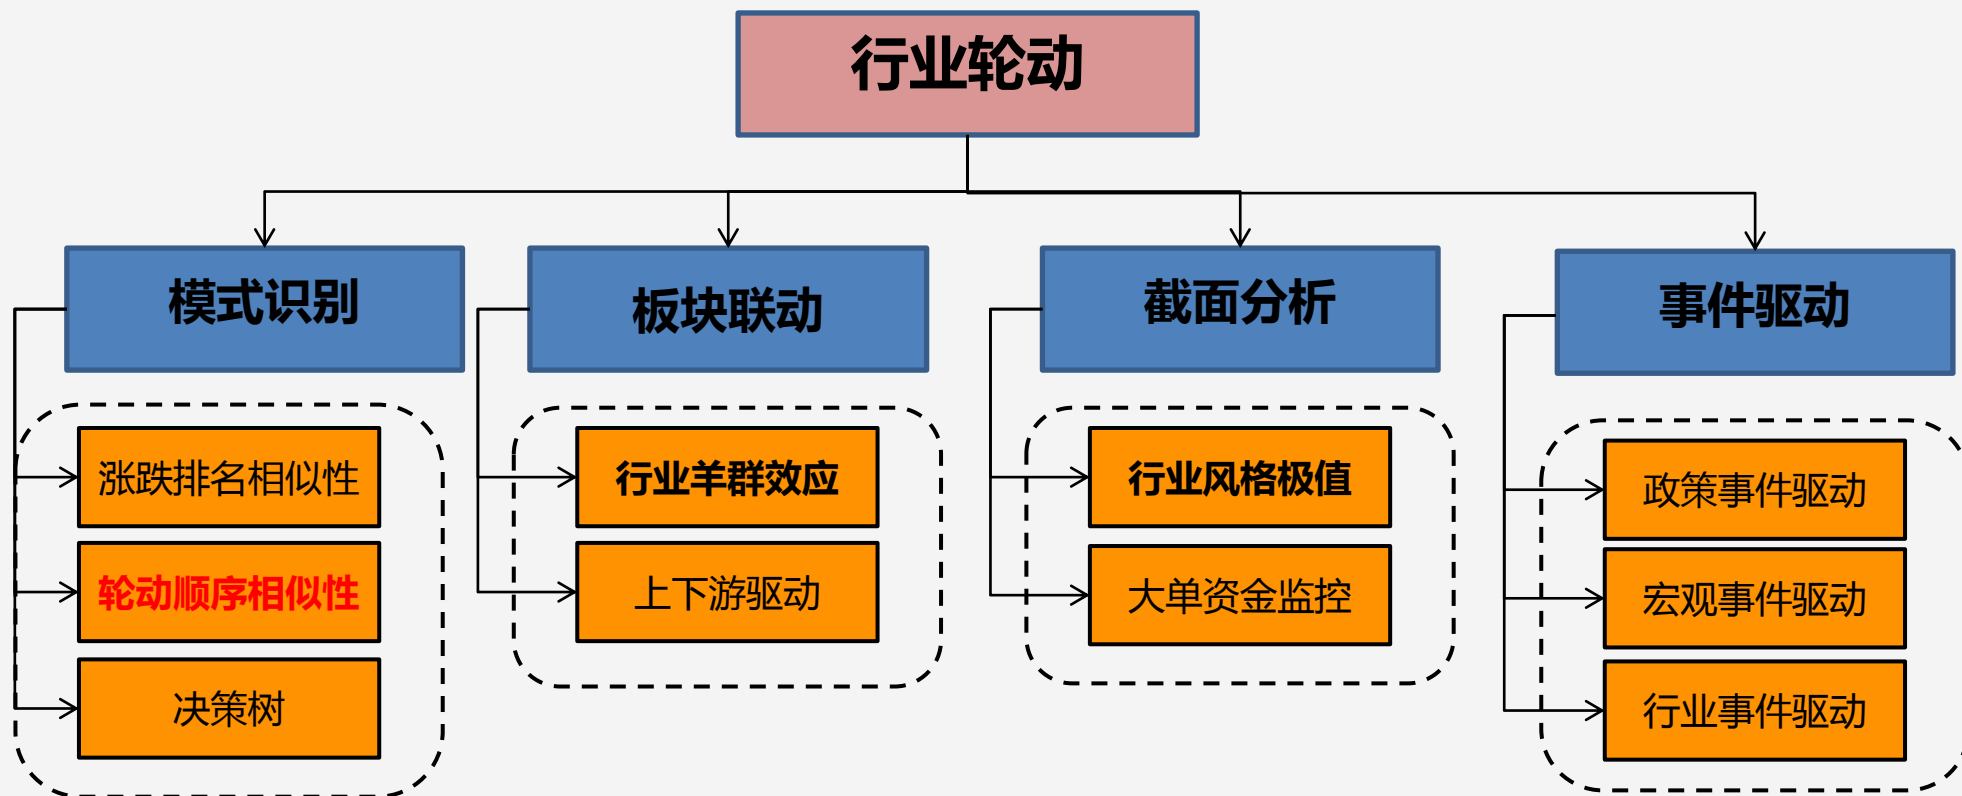 行业轮动
模式识别
板块联动
截面分析
事件驱动
涨跌排名相似性
轮动顺序相似性
决策树
行业羊群效应
上下游驱动
行业风格极值
大单资金监控
政策事件驱动
宏观事件驱动
行业事件驱动